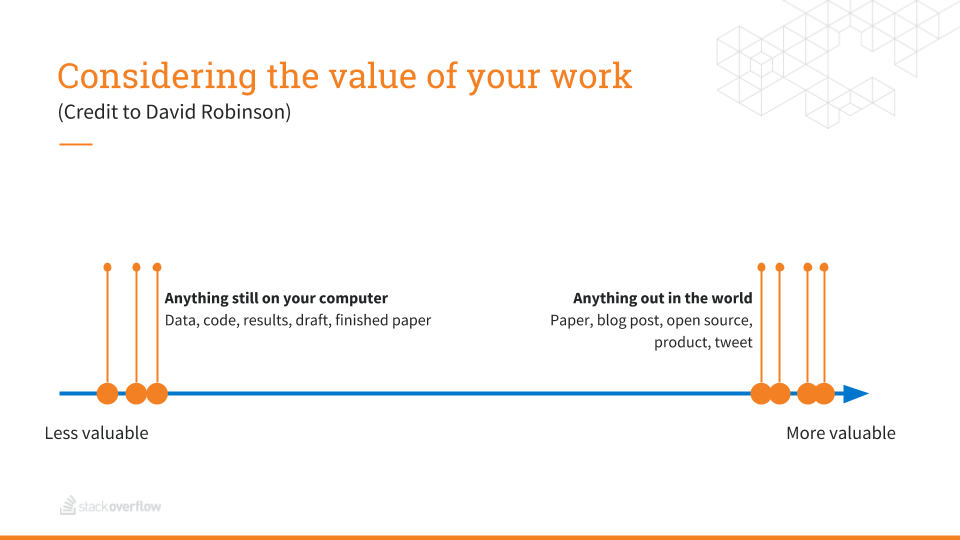 Considering the value of your work
(Credit to David Robinson)
Anything still on your computer
Data, code, results, draft, finished paper
Anything out in the world
Paper, blog post, open source,
product, tweet
Less valuable
More valuable
stackoverflow